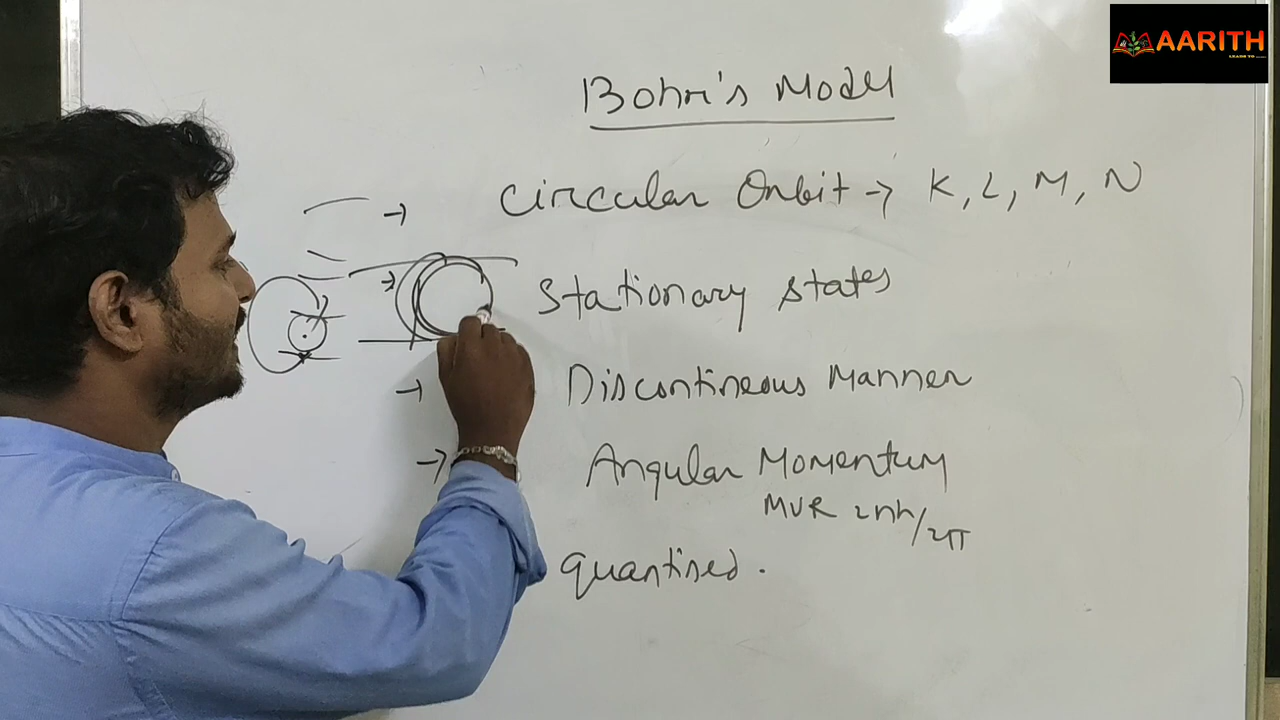 AARITH
Bohr's Model
Circular Orbit → K, L, M, N
Stationary states
Discontineous Manner
Angular Momentum
MVR = nh/2π
quantised.